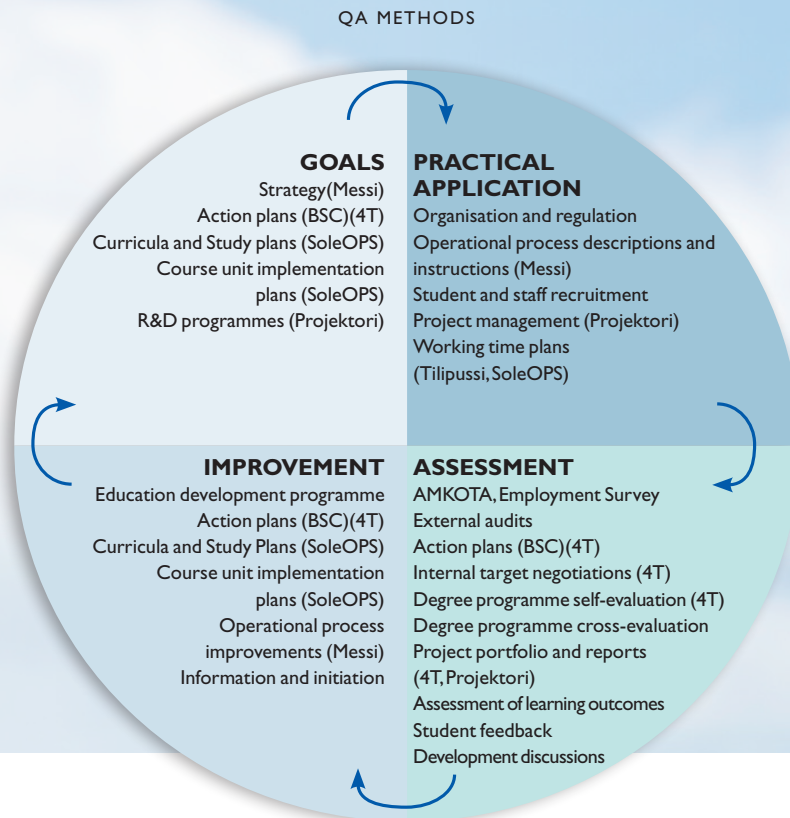 QA METHODS
GOALS
Strategy(Messi)
Action plans (BSC)(4T)
Curricula and Study plans (SoleOPS)
Course unit implementation
plans (SoleOPS)
R&D programmes (Projektori)
PRACTICAL
APPLICATION
Organisation and regulation
Operational process descriptions and
instructions (Messi)
Student and staff recruitment
Project management (Projektori)
Working time plans
(Tilipussi, SoleOPS)
IMPROVEMENT
Education development programme
Action plans (BSC)(4T)
Curricula and Study Plans (SoleOPS)
Course unit implementation
plans (SoleOPS)
Operational process
improvements (Messi)
Information and initiation
ASSESSMENT
AMKOTA, Employment Survey
External audits
Action plans (BSC)(4T)
Internal target negotiations (4T)
Degree programme self-evaluation (4T)
Degree programme cross-evaluation
Project portfolio and reports
(4T, Projektori)
Assessment of learning outcomes
Student feedback
Development discussions